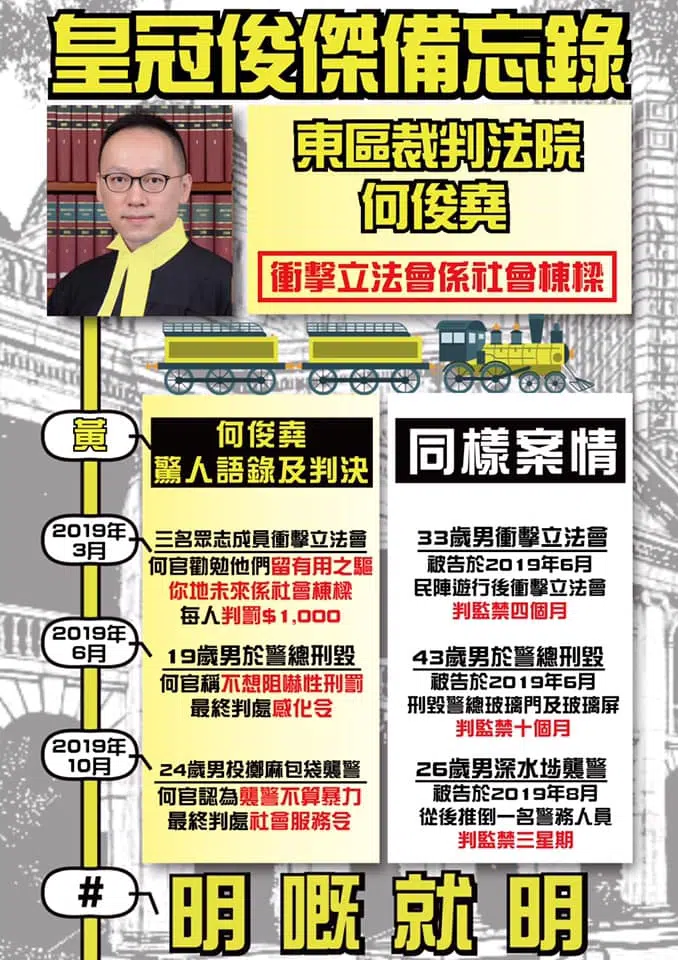 皇冠俊傑備忘錄
東區裁判法院
何俊堯
衝擊立法會係社會棟樑
黃
何俊堯
驚人語錄及判決
2019年
3月
三名眾志成員衝擊立法會
何官勸勉他們留有用之驅
你地未來係社會棟樑
每人判罰$1,000
2019年
6月
19歲男於警總刑毀
何官稱不想阻嚇性刑罰
最終判處感化令
2019年
10月
24歲男投擲麻包袋襲警
何官認為襲警不算暴力
最終判處社會服務令
同樣案情
33歲男衝擊立法會
被告於2019年6月
民陣遊行後衝擊立法會
判監禁四個月
43歲男於警總刑毀
被告於2019年6月
刑毀警總玻璃門及玻璃屏
判監禁十個月
26歲男深水埗襲警
被告於2019年8月
從後推倒一名警務人員
判監禁三星期
#
明嘅就明